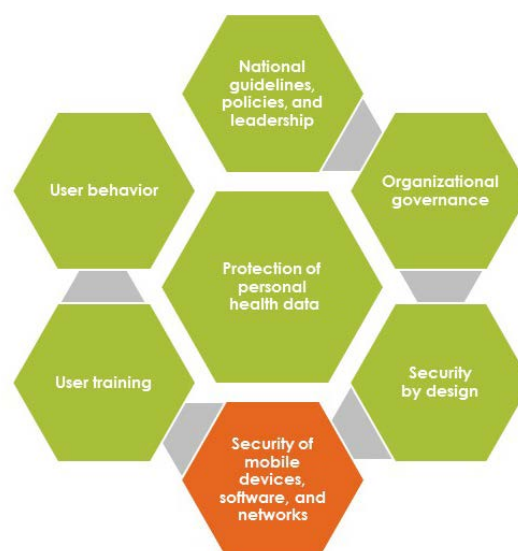 National
guidelines,
policies, and
leadership
User behavior
Organizational
governance
Protection of
personal
health data
User training
Security
by design
Security of
mobile
devices,
software, and
networks